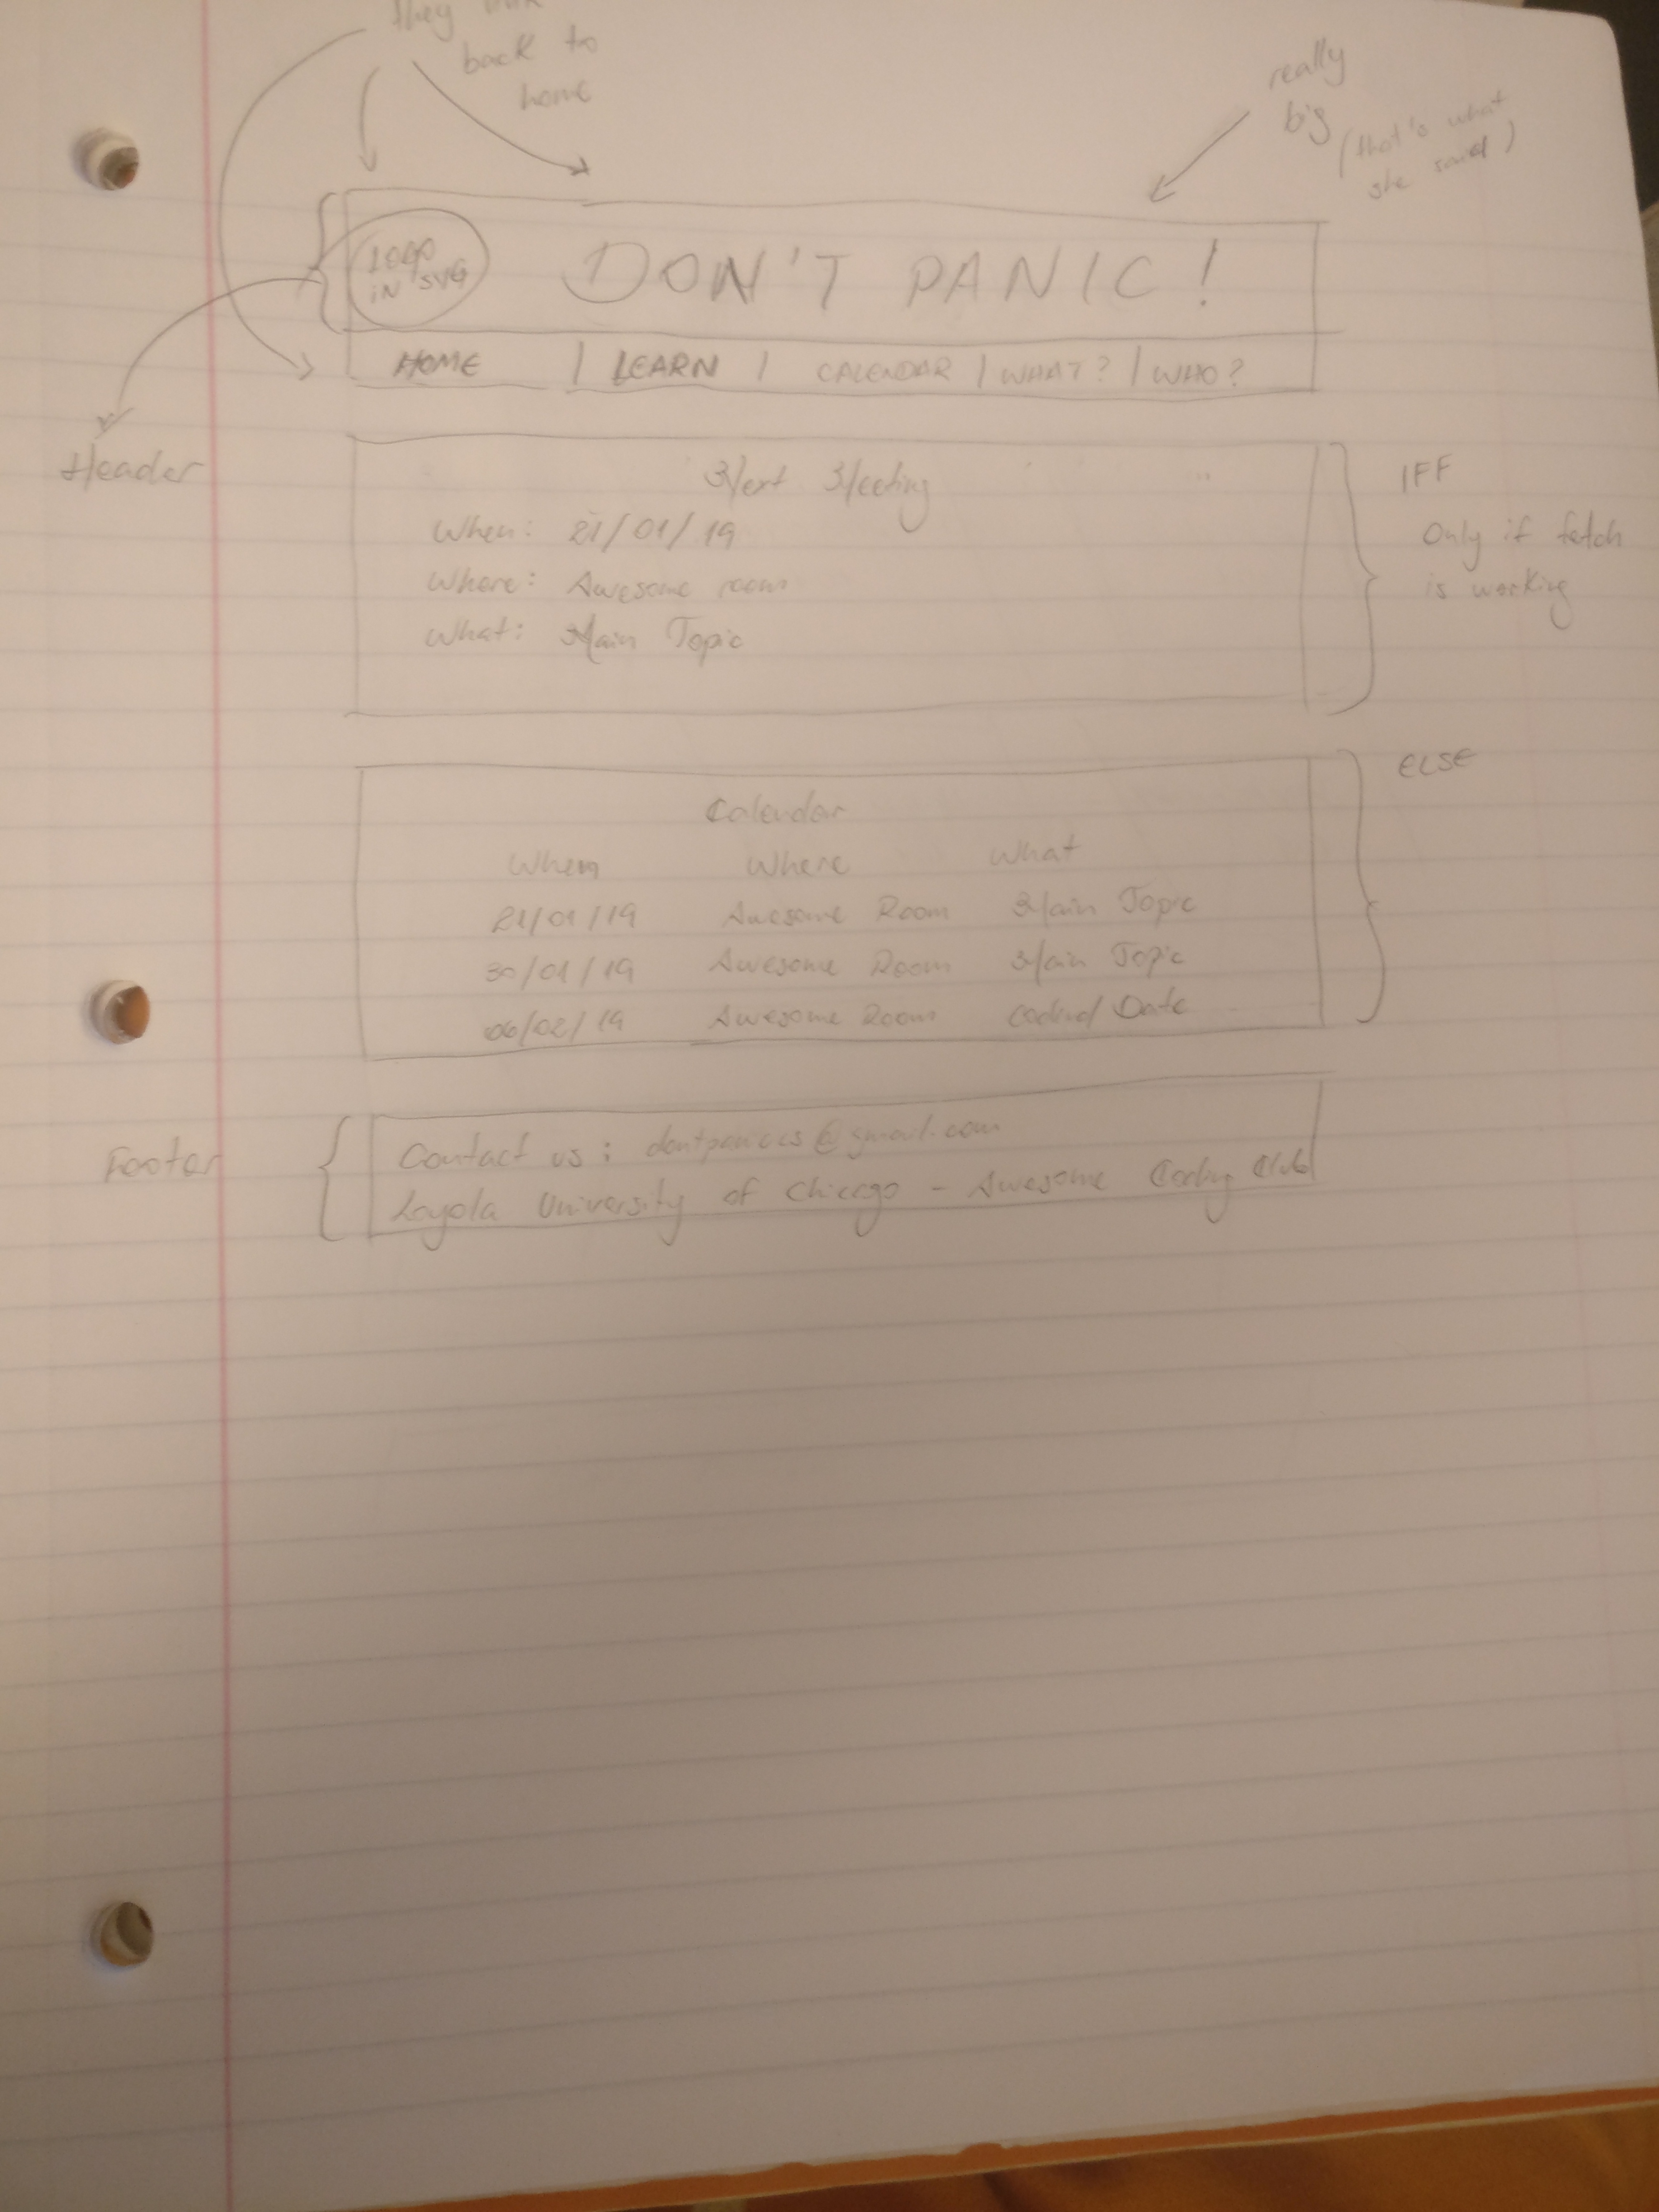 they link
back to
home
really
big
(that's what
she said)
LOGO
IN SVG
DON'T PANIC!
HOME | LEARN | CALENDAR | WHAT? | WHO?
Header
Next Meeting
When: 21/01/19
Where: Awesome room
What: Main Topic
IFF
Only if fetch
is working
ELSE
Calendar
When Where What
21/01/19 Awesome Room Main Topic
30/01/19 Awesome Room Main Topic
06/02/19 Awesome Room Date
Footer
Contact us: dontpaniccs@gmail.com
Loyola University of Chicago - Awesome Coding Club